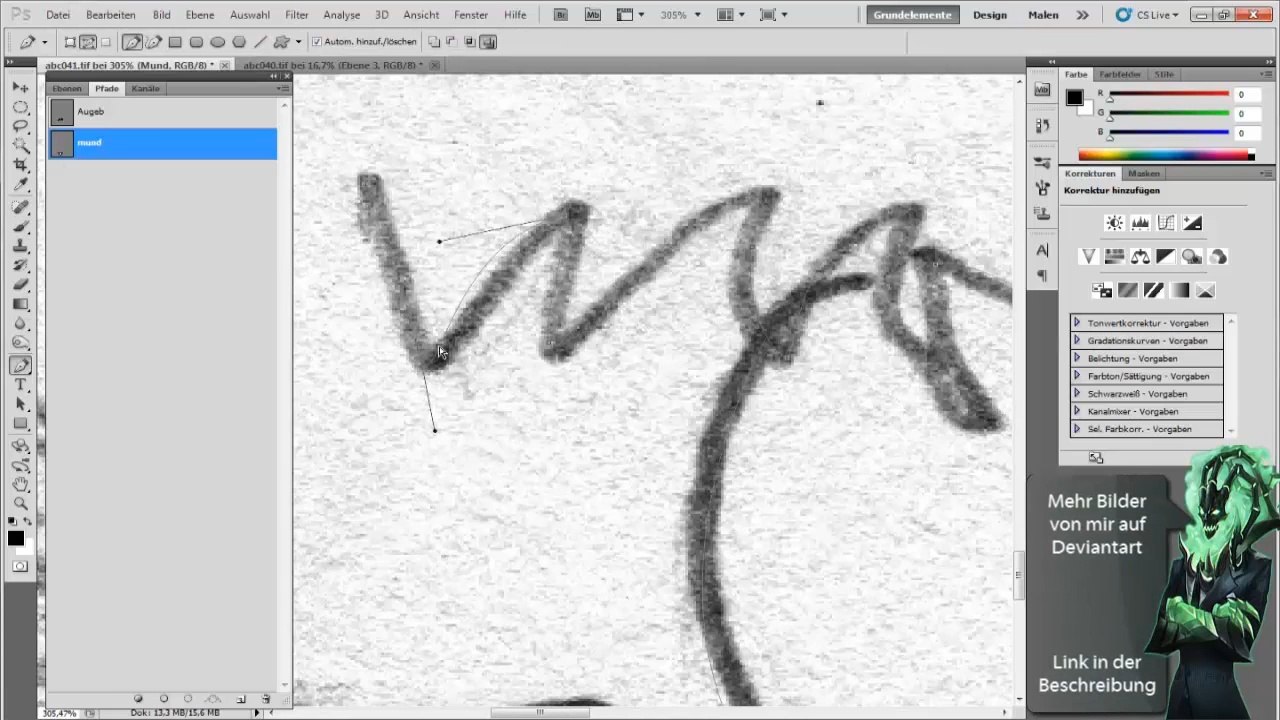 Ps Datei Bearbeiten Bild Ebene Auswahl Filter Analyse 3D Ansicht Fenster Hilfe Br Mb 305% Grundelemente Design Malen CS Live
Autom. hinzuf./löschen
abc041.tif bei 305% (Mund, RGB/8) * abc040.tif bei 16,7% (Ebene 3, RGB/8) *
Ebenen Pfade Kanäle
Augeb
mund
Farbe Farbfelder Stile
R 0
G 0
B 0
Korrekturen Masken
Korrektur hinzufügen
Tonwertkorrektur - Vorgaben
Gradationskurven - Vorgaben
Belichtung - Vorgaben
Farbton/Sättigung - Vorgaben
Schwarzweiß - Vorgaben
Kanalmixer - Vorgaben
Sel. Farbkorr. - Vorgaben
Mehr Bilder
von mir auf
Deviantart
Link in der
Beschreibung
305,47% Dok: 13,3 MB/15,6 MB